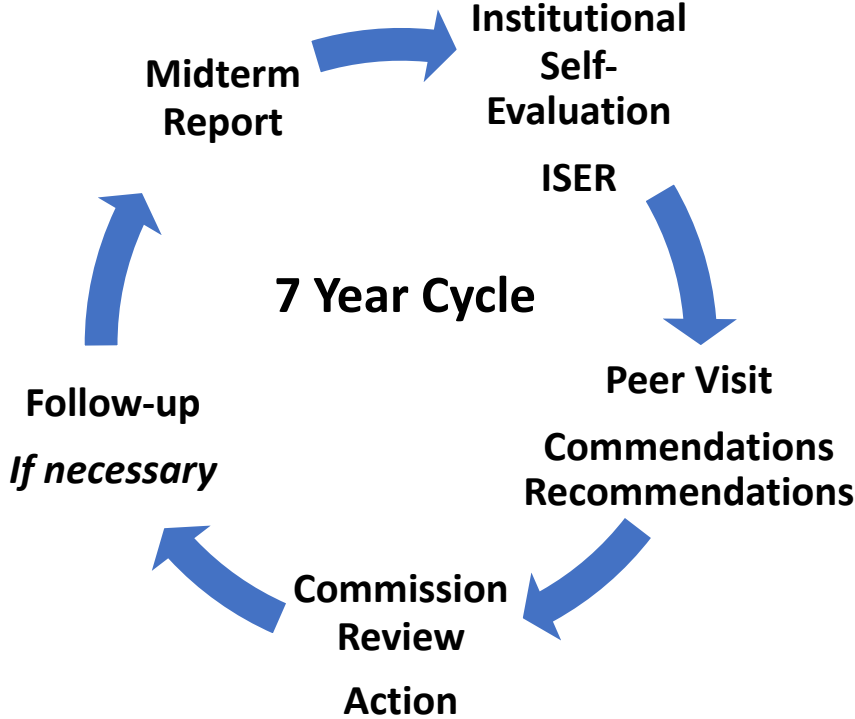 Institutional
Self-
Evaluation
ISER
Midterm
Report
7 Year Cycle
Peer Visit
Commendations
Recommendations
Follow-up
If necessary
Commission
Review
Action